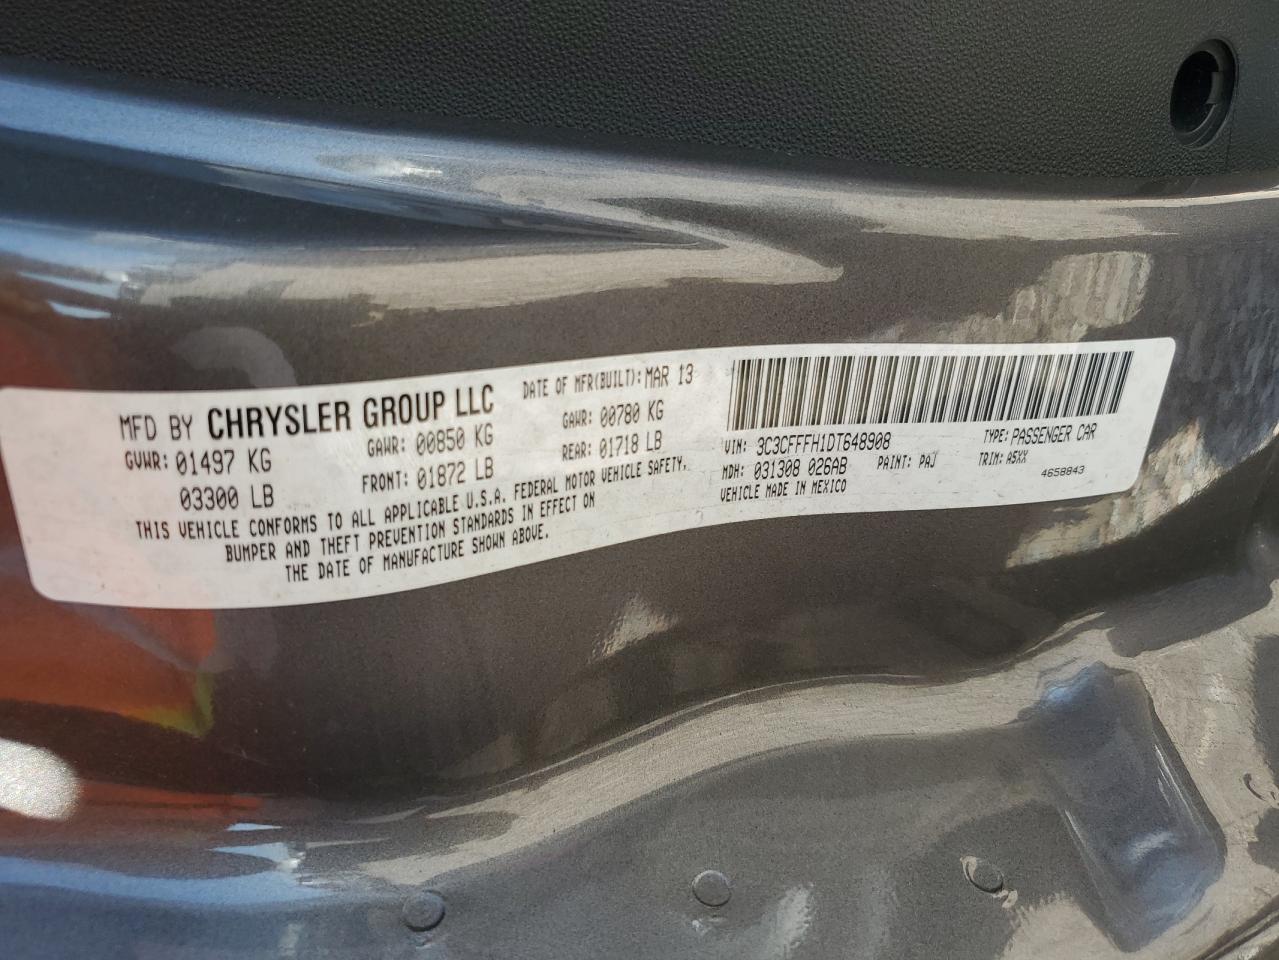 MFD BY CHRYSLER GROUP LLC DATE OF MFR(BUILT): MAR 13
GVWR: 01497 KG GAWR: 00850 KG GAWR: 00780 KG
03300 LB FRONT: 01872 LB REAR: 01718 LB
THIS VEHICLE CONFORMS TO ALL APPLICABLE U.S.A. FEDERAL MOTOR VEHICLE SAFETY,
BUMPER AND THEFT PREVENTION STANDARDS IN EFFECT ON
THE DATE OF MANUFACTURE SHOWN ABOVE.
VIN: 3C3CFFFH1DT648908 TYPE: PASSENGER CAR
MDH: 031308 026AB PAINT: PAJ TRIM: A5XX
VEHICLE MADE IN MEXICO 4658843